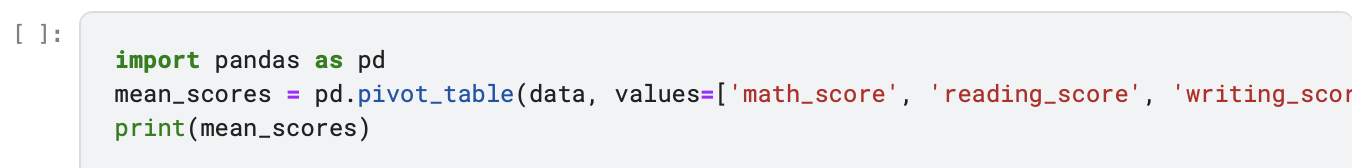 [ ]:
import pandas as pd
mean_scores = pd.pivot_table(data, values=['math_score', 'reading_score', 'writing_scor
print(mean_scores)